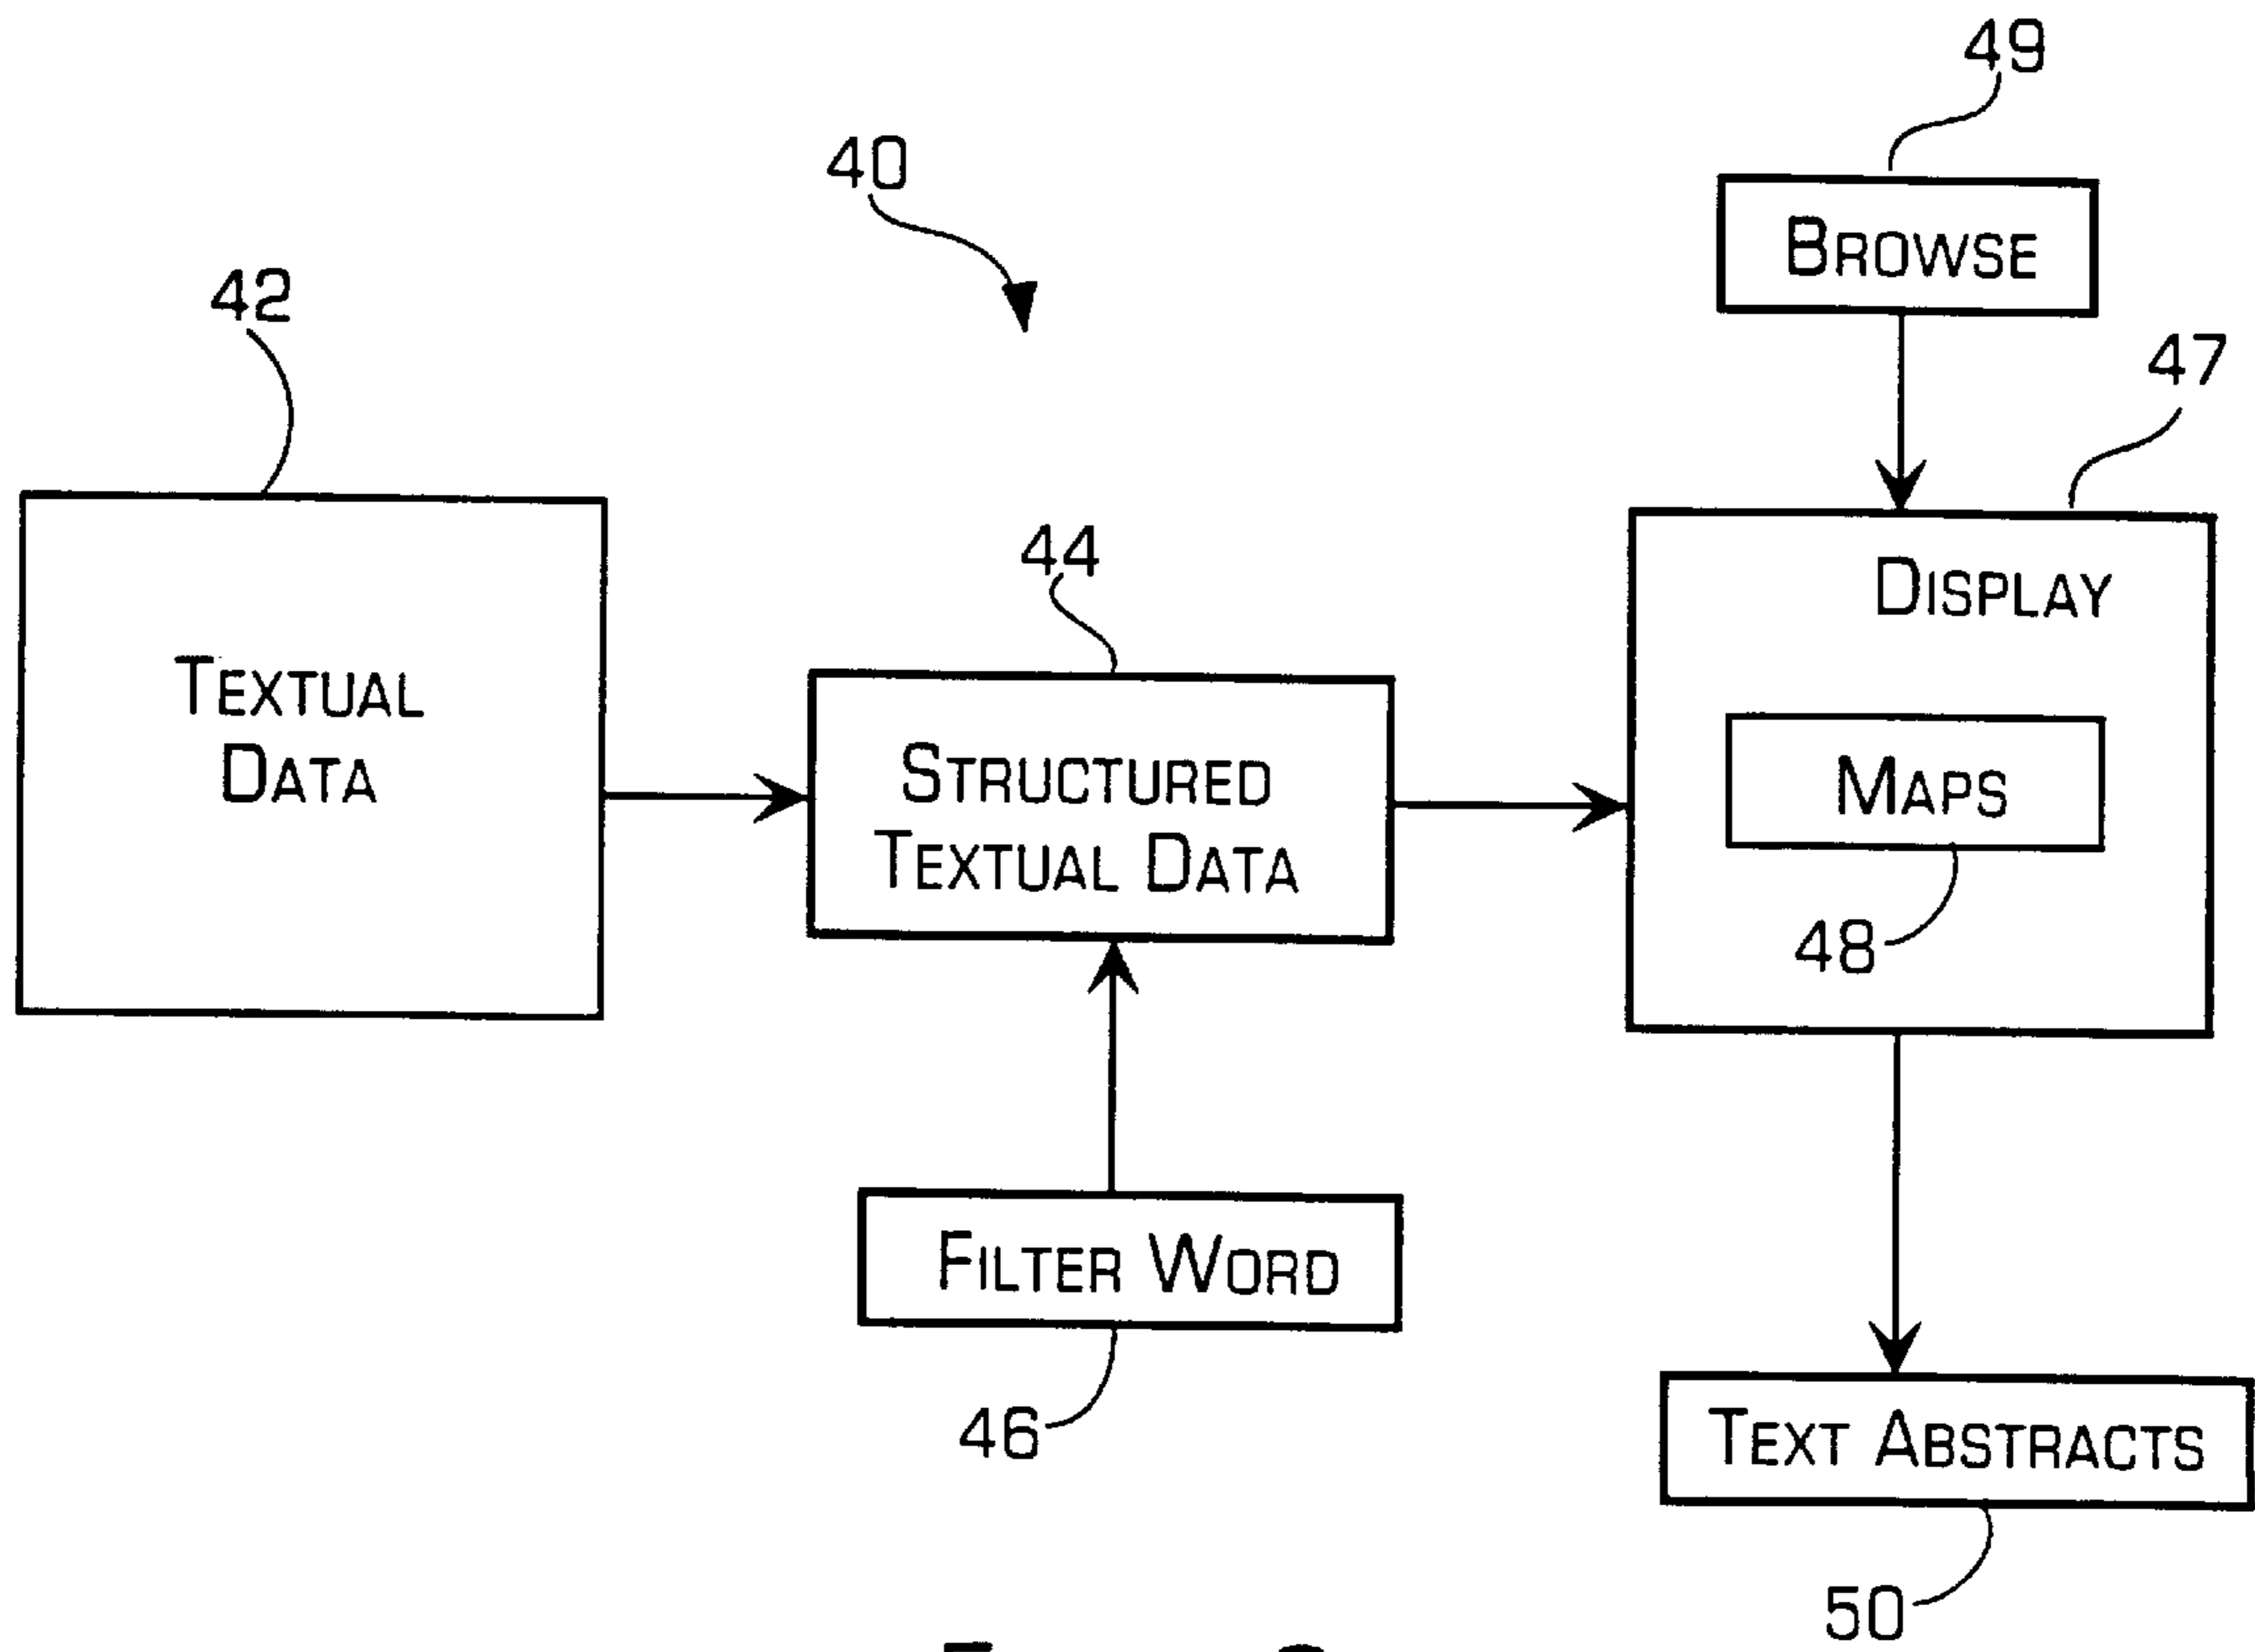 49
40
BROWSE
42
47
DISPLAY
44
TEXTUAL
DATA
STRUCTURED
TEXTUAL DATA
MAPS
48
FILTER WORD
46
TEXT ABSTRACTS
50